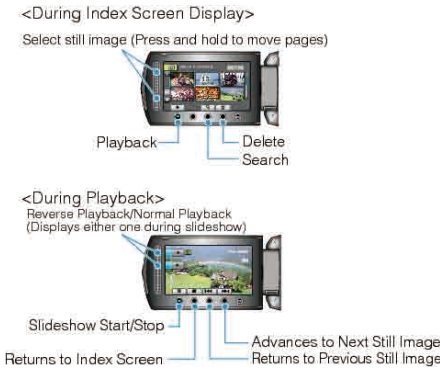 <During Index Screen Display>
Select still image (Press and hold to move pages)
Playback
Delete
Search
<During Playback>
Reverse Playback/Normal Playback
(Displays either one during slideshow)
Slideshow Start/Stop
Advances to Next Still Image
Returns to Index Screen
Returns to Previous Still Image